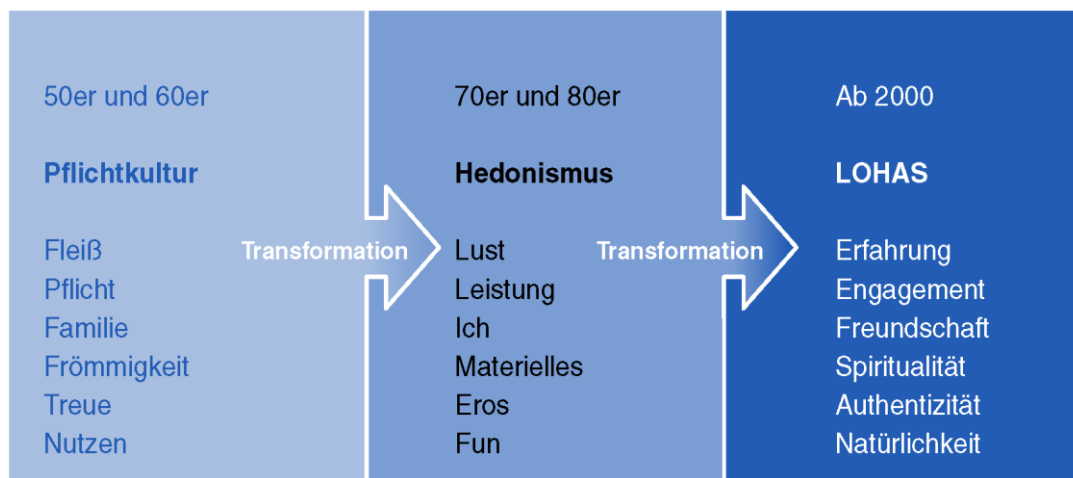 50er und 60er
Pflichtkultur
Fleiß
Pflicht
Familie
Frömmigkeit
Treue
Nutzen
Transformation
70er und 80er
Hedonismus
Lust
Leistung
Ich
Materielles
Eros
Fun
Transformation
Ab 2000
LOHAS
Erfahrung
Engagement
Freundschaft
Spiritualität
Authentizität
Natürlichkeit